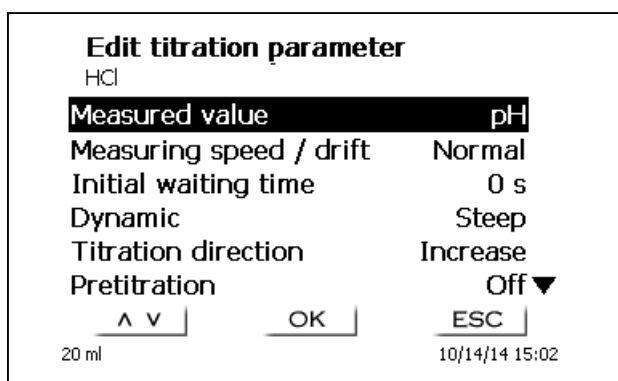 Edit titration parameter
HCl
Measured value pH
Measuring speed / drift Normal
Initial waiting time 0 s
Dynamic Steep
Titration direction Increase
Pretitration Off ▼
∧ ∨ OK ESC
20 ml 10/14/14 15:02